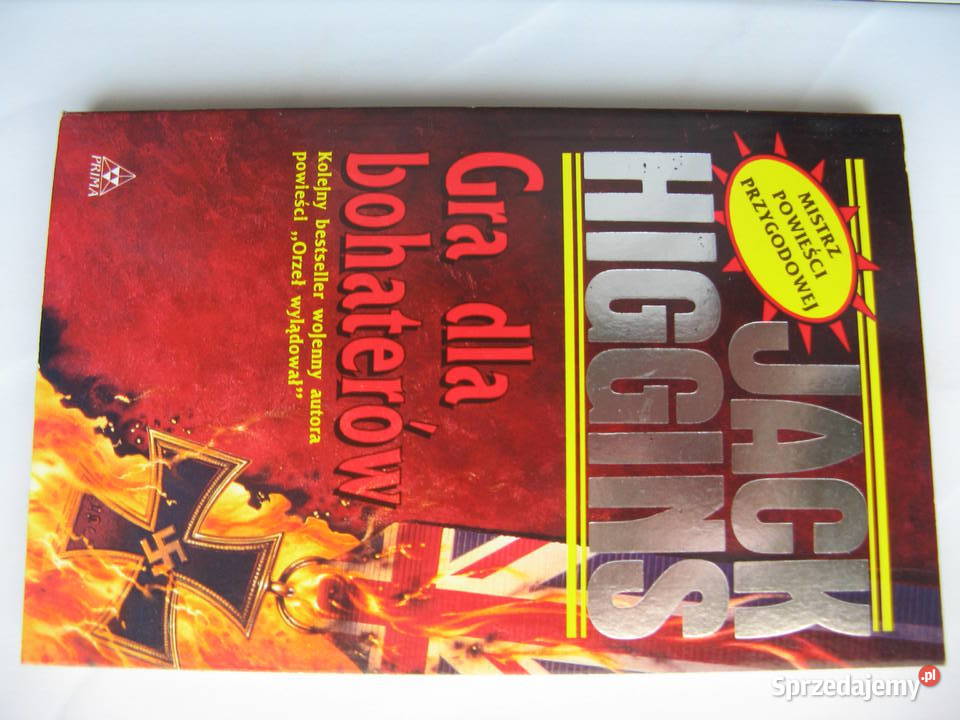 MISTRZ
POWIEŚCI
PRZYGODOWEJ
JACK
HIGGINS
Gra dla
bohaterów
Kolejny bestseller wojenny autora
powieści „Orzeł wylądował”
PRIMA
Sprzedajemy.pl